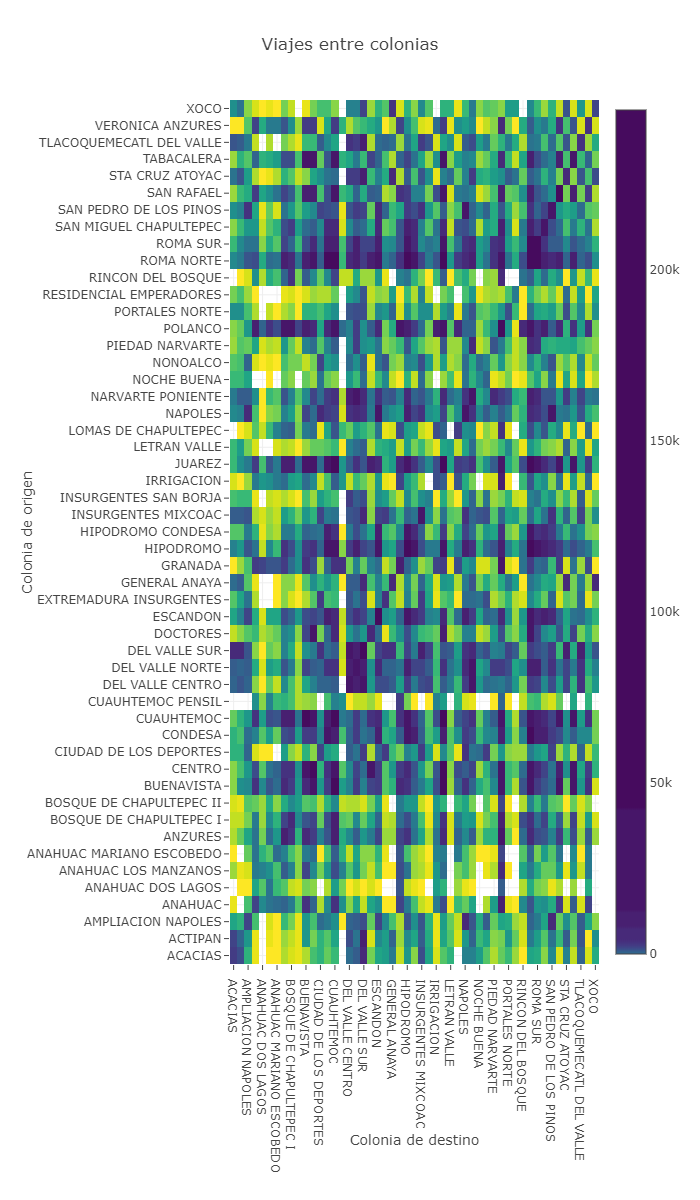 Viajes entre colonias
Colonia de origen
XOCO
VERONICA ANZURES
TLACOQUEMECATL DEL VALLE
TABACALERA
STA CRUZ ATOYAC
SAN RAFAEL
SAN PEDRO DE LOS PINOS
SAN MIGUEL CHAPULTEPEC
ROMA SUR
ROMA NORTE
RINCON DEL BOSQUE
RESIDENCIAL EMPERADORES
PORTALES NORTE
POLANCO
PIEDAD NARVARTE
NONOALCO
NOCHE BUENA
NARVARTE PONIENTE
NAPOLES
LOMAS DE CHAPULTEPEC
LETRAN VALLE
JUAREZ
IRRIGACION
INSURGENTES SAN BORJA
INSURGENTES MIXCOAC
HIPODROMO CONDESA
HIPODROMO
GRANADA
GENERAL ANAYA
EXTREMADURA INSURGENTES
ESCANDON
DOCTORES
DEL VALLE SUR
DEL VALLE NORTE
DEL VALLE CENTRO
CUAUHTEMOC PENSIL
CUAUHTEMOC
CONDESA
CIUDAD DE LOS DEPORTES
CENTRO
BUENAVISTA
BOSQUE DE CHAPULTEPEC II
BOSQUE DE CHAPULTEPEC I
ANZURES
ANAHUAC MARIANO ESCOBEDO
ANAHUAC LOS MANZANOS
ANAHUAC DOS LAGOS
ANAHUAC
AMPLIACION NAPOLES
ACTIPAN
ACACIAS
200k
150k
100k
50k
0
ACACIAS
AMPLIACION NAPOLES
ANAHUAC DOS LAGOS
ANAHUAC MARIANO ESCOBEDO
BOSQUE DE CHAPULTEPEC I
BUENAVISTA
CIUDAD DE LOS DEPORTES
CUAUHTEMOC
DEL VALLE CENTRO
DEL VALLE SUR
ESCANDON
GENERAL ANAYA
HIPODROMO
INSURGENTES MIXCOAC
IRRIGACION
LETRAN VALLE
NAPOLES
NOCHE BUENA
PIEDAD NARVARTE
PORTALES NORTE
RINCON DEL BOSQUE
ROMA SUR
SAN PEDRO DE LOS PINOS
STA CRUZ ATOYAC
TLACOQUEMECATL DEL VALLE
XOCO
Colonia de destino